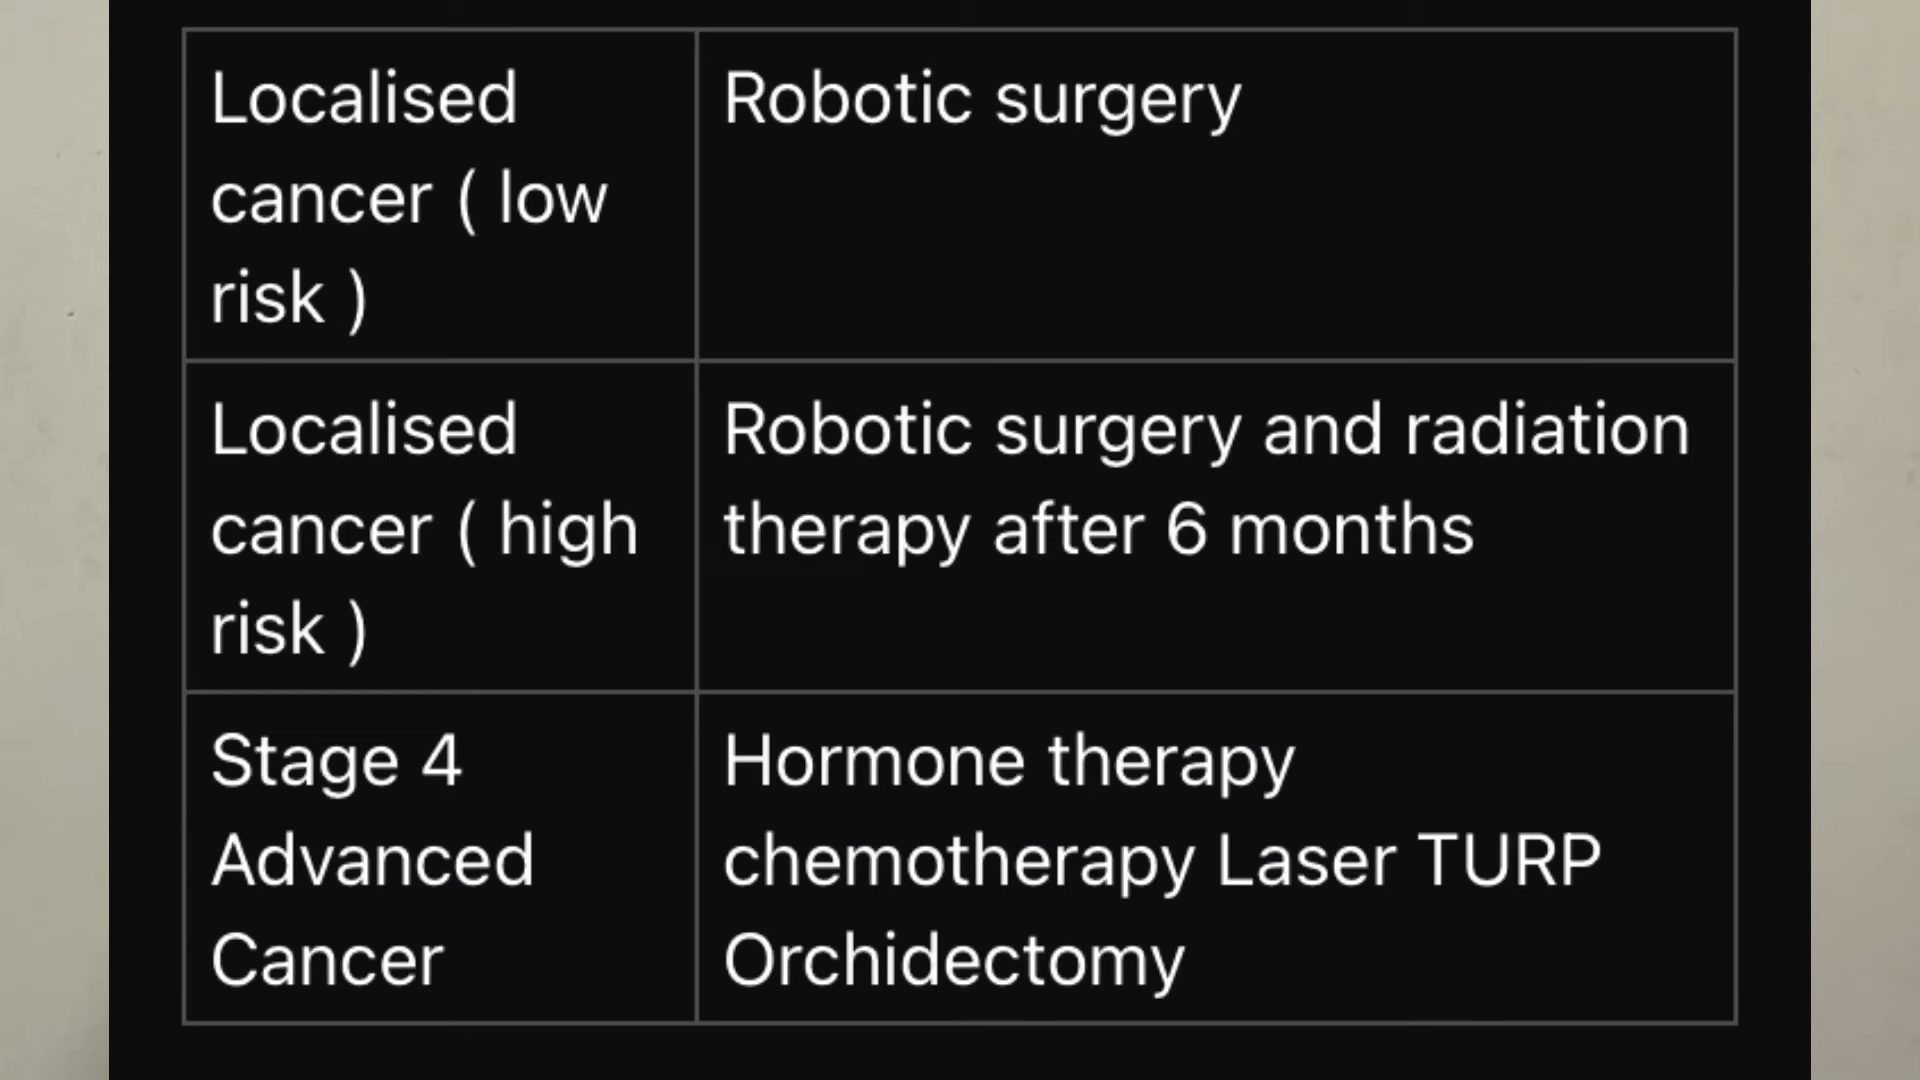 Localised
cancer ( low
risk )
Robotic surgery
Localised
cancer ( high
risk )
Robotic surgery and radiation
therapy after 6 months
Stage 4
Advanced
Cancer
Hormone therapy
chemotherapy Laser TURP
Orchidectomy